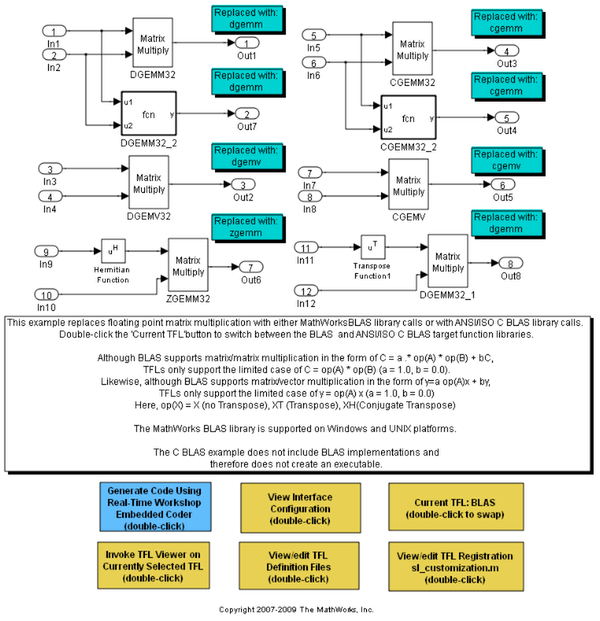 Replaced with:
dgemm
1
In1
2
In2
Matrix
Multiply
DGEMM32
1
Out1
Replaced with:
dgemm
u1
u2
fcn
y
DGEMM32_2
2
Out7
Replaced with:
dgemv
3
In3
4
In4
Matrix
Multiply
DGEMV32
3
Out2
Replaced with:
zgemm
9
In9
uH
Hermitian
Function
10
In10
Matrix
Multiply
ZGEMM32
7
Out6
Replaced with:
cgemm
5
In5
6
In6
Matrix
Multiply
CGEMM32
4
Out3
Replaced with:
cgemm
u1
u2
fcn
y
CGEMM32_2
5
Out4
Replaced with:
cgemv
7
In7
8
In8
Matrix
Multiply
CGEMV
6
Out5
Replaced with:
dgemm
11
In11
uT
Transpose
Function1
12
In12
Matrix
Multiply
DGEMM32_1
8
Out8
This example replaces floating point matrix multiplication with either MathWorksBLAS library calls or with ANSI/ISO C BLAS library calls.
Double-click the 'Current TFL'button to switch between the BLAS and ANSI/ISO C BLAS target function libraries.
Although BLAS supports matrix/matrix multiplication in the form of C = a .* op(A) * op(B) + bC,
TFLs only support the limited case of C = op(A) * op(B) (a = 1.0, b = 0.0).
Likewise, although BLAS supports matrix/vector multiplication in the form of y=a op(A)x + by,
TFLs only support the limited case of y = op(A) x (a = 1.0, b = 0.0)
Here, op(X) = X (no Transpose), XT (Transpose), XH(Conjugate Transpose)
The MathWorks BLAS library is supported on Windows and UNIX platforms.
The C BLAS example does not include BLAS implementations and
therefore does not create an executable.
Generate Code Using
Real-Time Workshop
Embedded Coder
(double-click)
View Interface
Configuration
(double-click)
Current TFL: BLAS
(double-click to swap)
Invoke TFL Viewer on
Currently Selected TFL
(double-click)
View/edit TFL
Definition Files
(double-click)
View/edit TFL Registration
sl_customization.m
(double-click)
Copyright 2007-2009 The MathWorks, Inc.